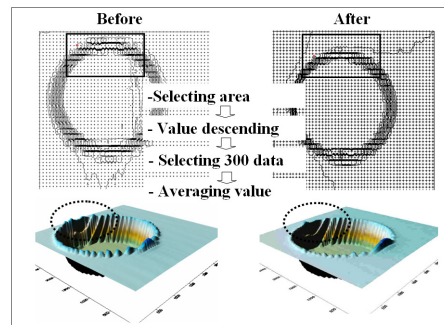 Before
After
-Selecting area
- Value descending
- Selecting 300 data
- Averaging value